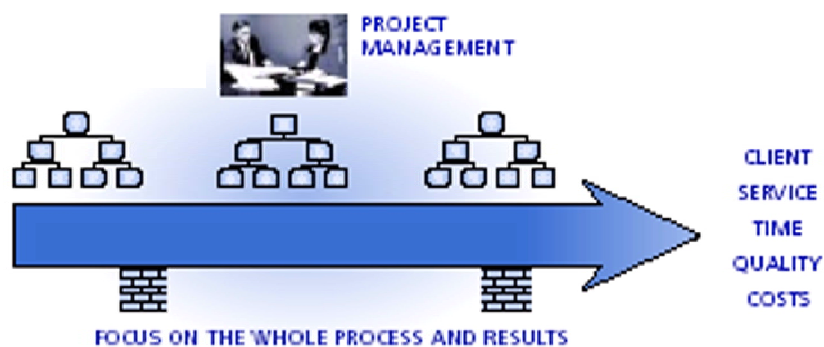 PROJECT
MANAGEMENT
CLIENT
SERVICE
TIME
QUALITY
COSTS
FOCUS ON THE WHOLE PROCESS AND RESULTS